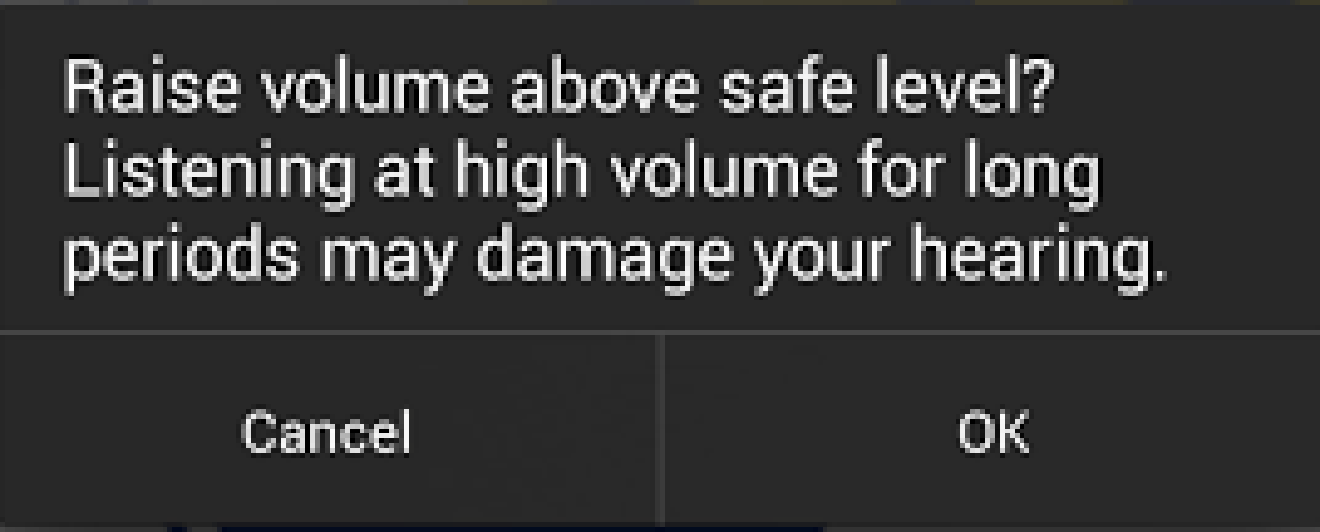 Raise volume above safe level?
Listening at high volume for long
periods may damage your hearing.
Cancel
OK